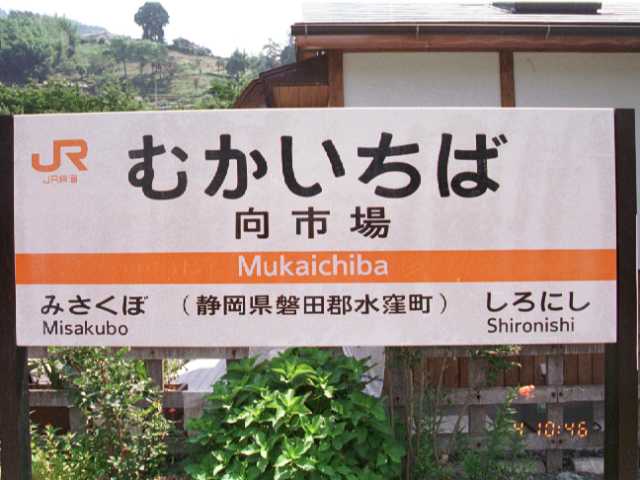 JR
JR東海
むかいちば
向市場
Mukaichiba
みさくぼ (静岡県磐田郡水窪町) しろにし
Misakubo Shironishi
4 10:46